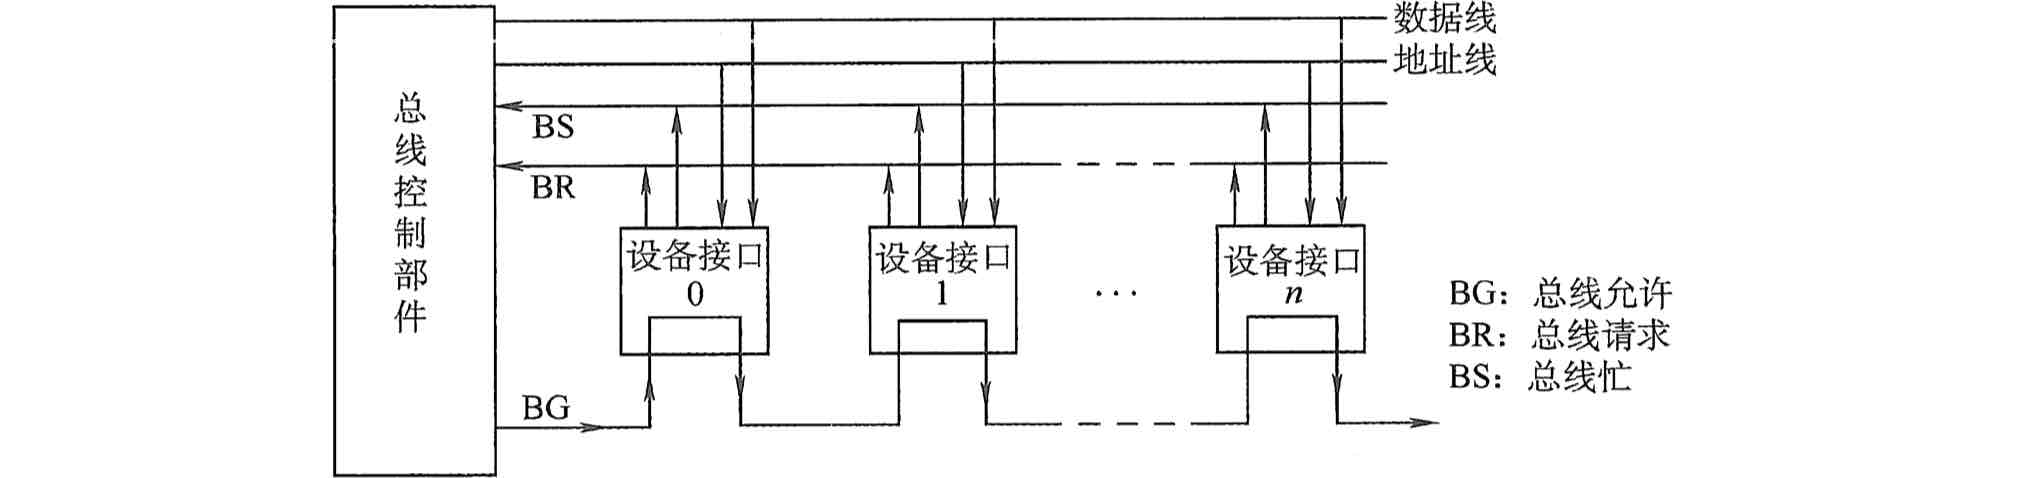 数据线
地址线
BS
BR
总线控制部件
设备接口
0
设备接口
1
...
设备接口
n
BG
BG：总线允许
BR：总线请求
BS：总线忙